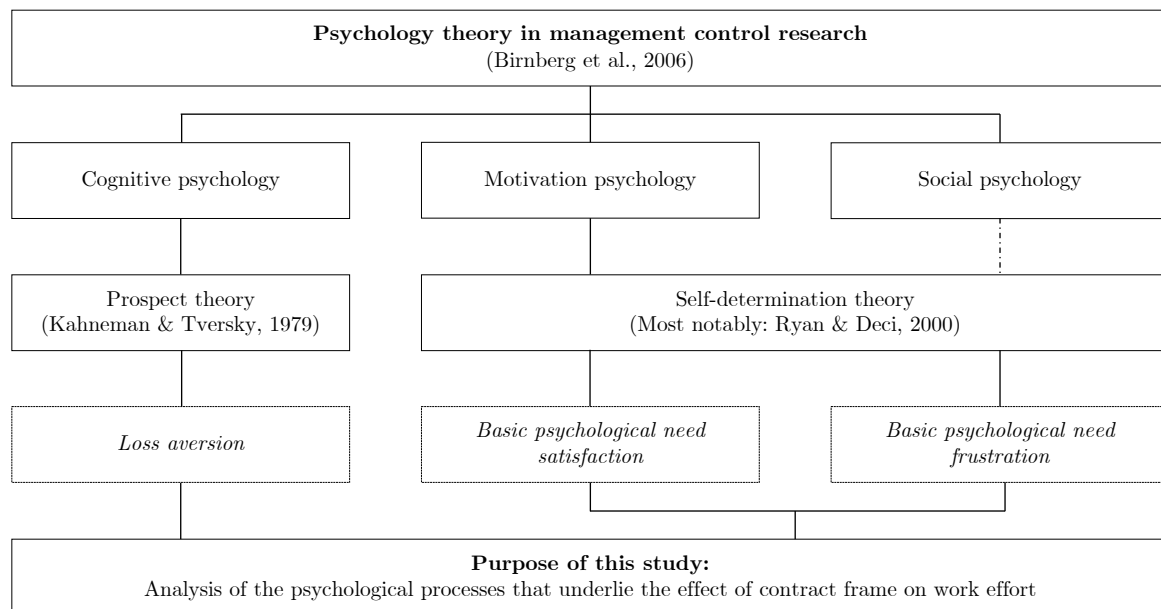 Psychology theory in management control research
(Birnberg et al., 2006)
Cognitive psychology
Motivation psychology
Social psychology
Prospect theory
(Kahneman & Tversky, 1979)
Self-determination theory
(Most notably: Ryan & Deci, 2000)
Loss aversion
Basic psychological need
satisfaction
Basic psychological need
frustration
Purpose of this study:
Analysis of the psychological processes that underlie the effect of contract frame on work effort